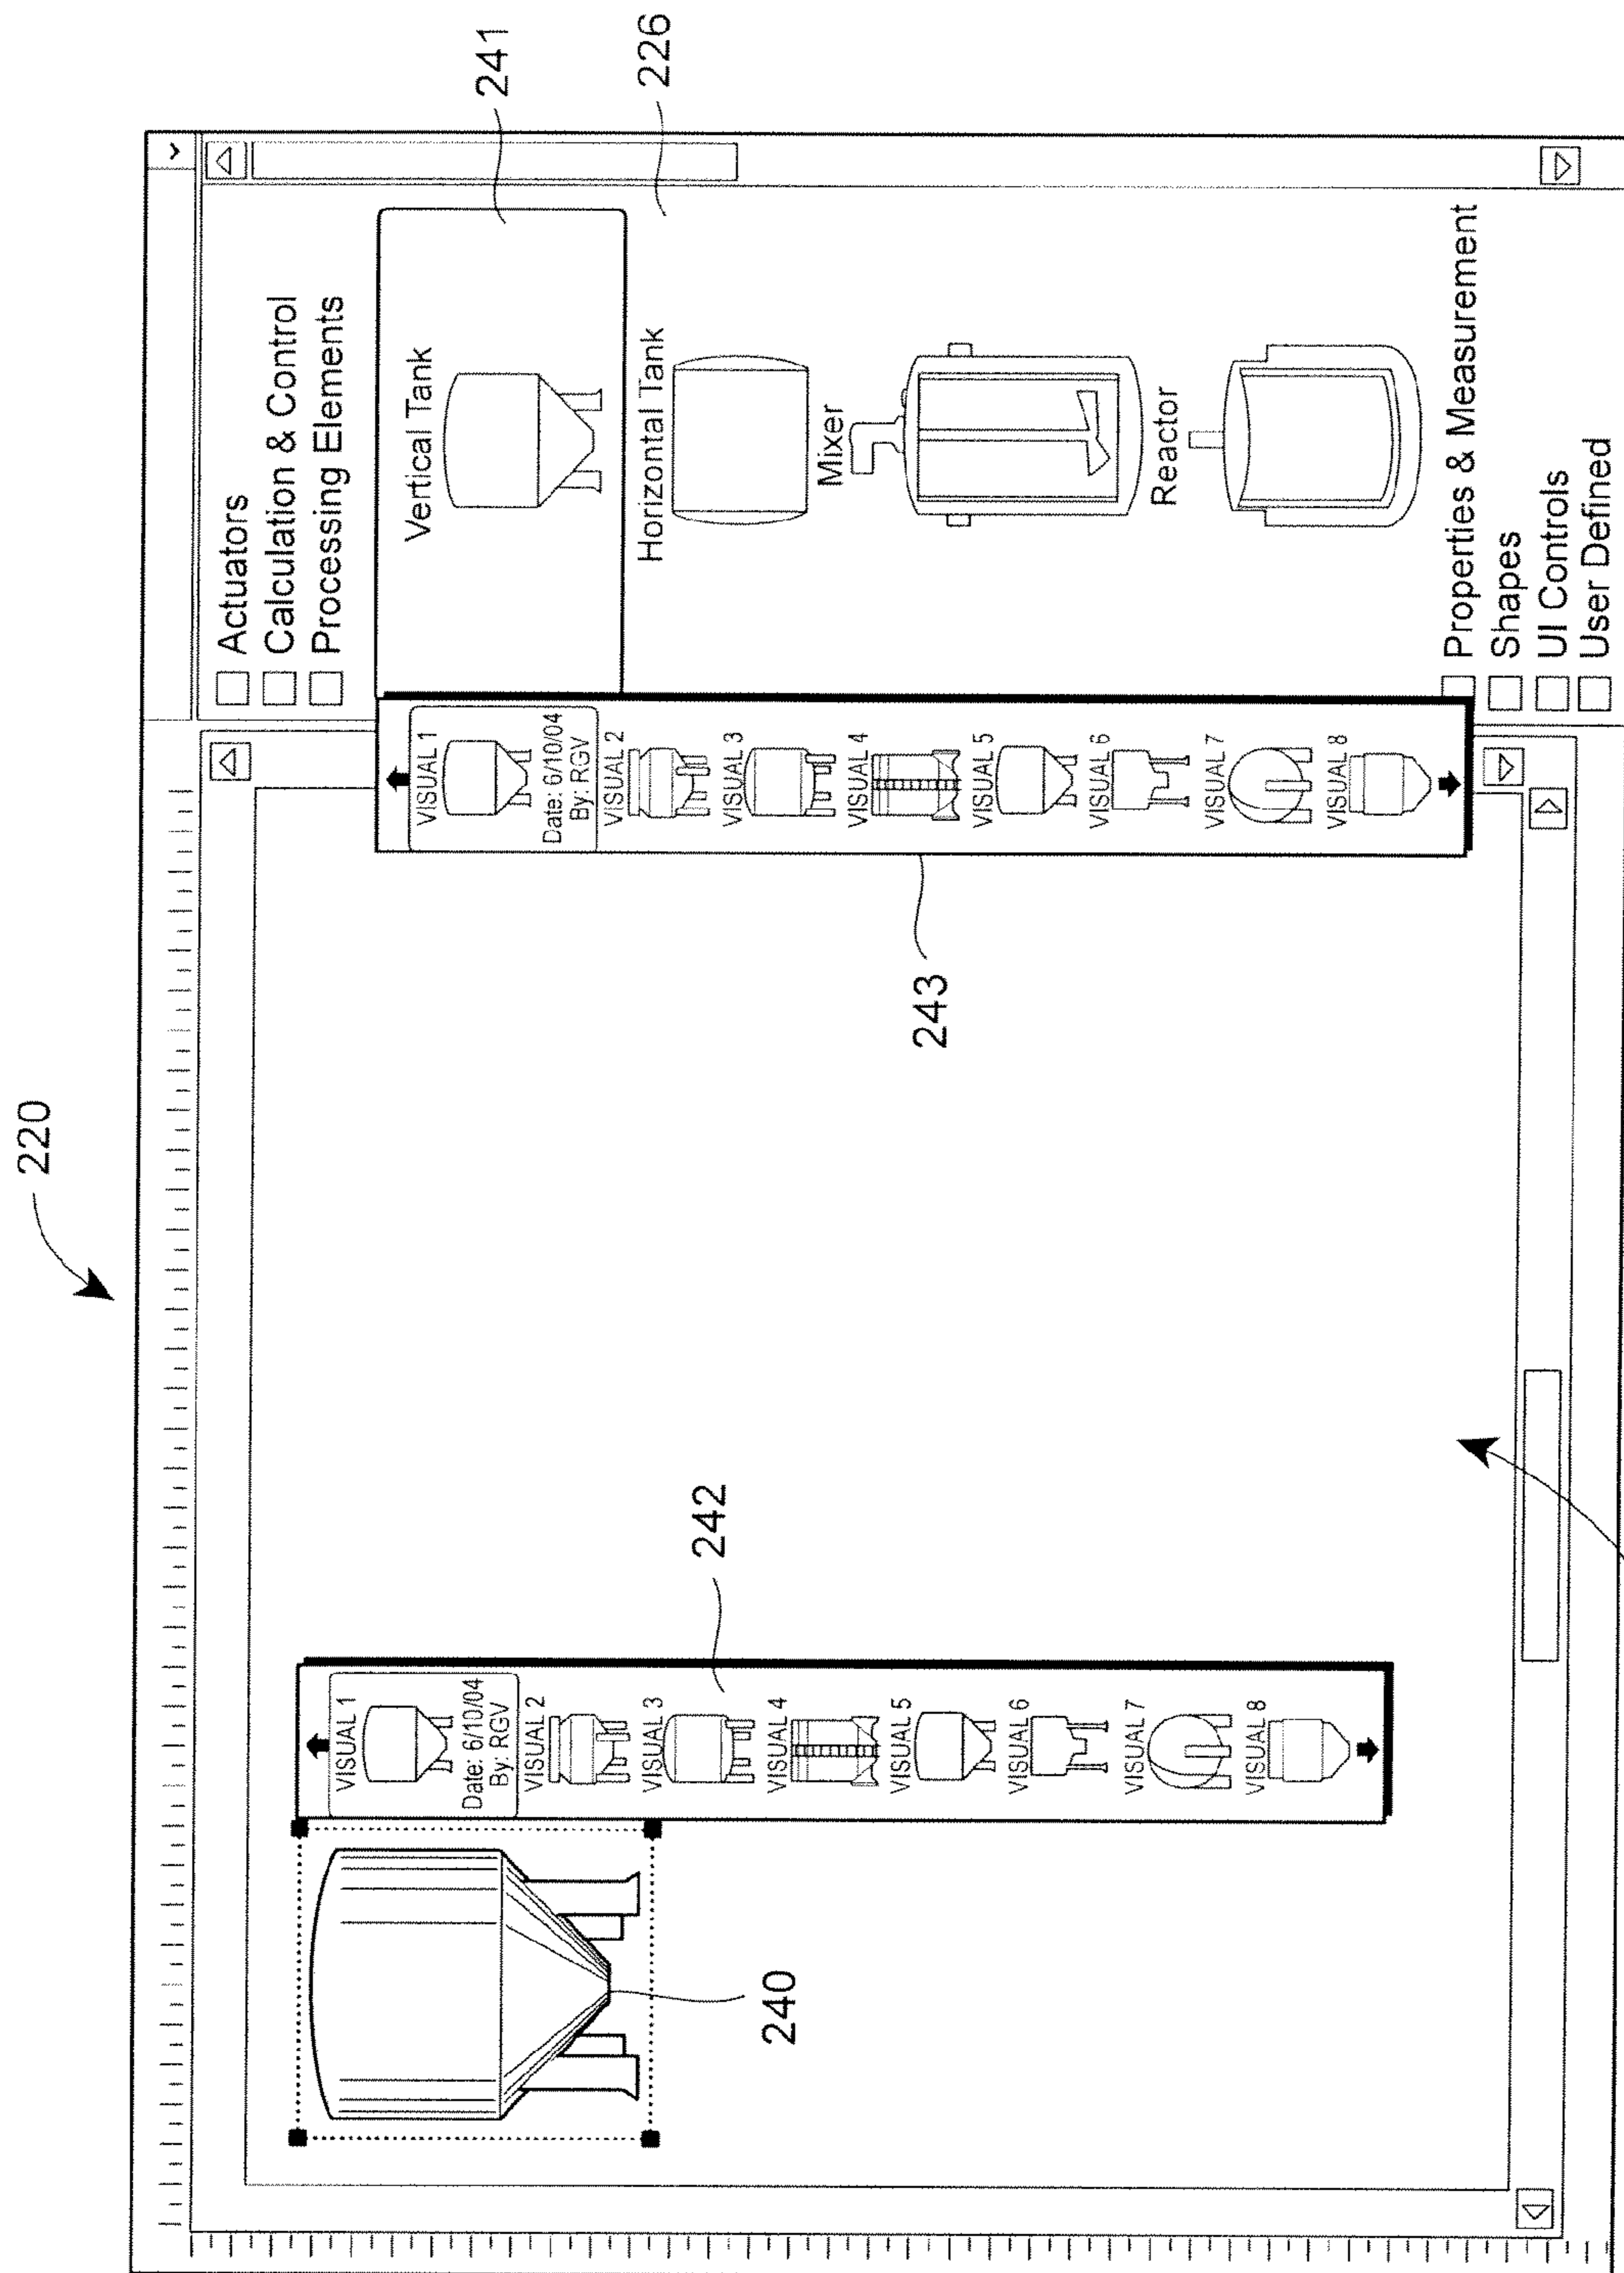 220
Actuators
Calculation & Control
Processing Elements
Vertical Tank
241
Horizontal Tank
226
Mixer
Reactor
Properties & Measurement
Shapes
UI Controls
User Defined
VISUAL 1
Date: 6/10/04
By: RGV
VISUAL 2
VISUAL 3
VISUAL 4
VISUAL 5
VISUAL 6
VISUAL 7
VISUAL 8
243
VISUAL 1
Date: 6/10/04
By: RGV
VISUAL 2
VISUAL 3
VISUAL 4
VISUAL 5
VISUAL 6
VISUAL 7
VISUAL 8
242
240